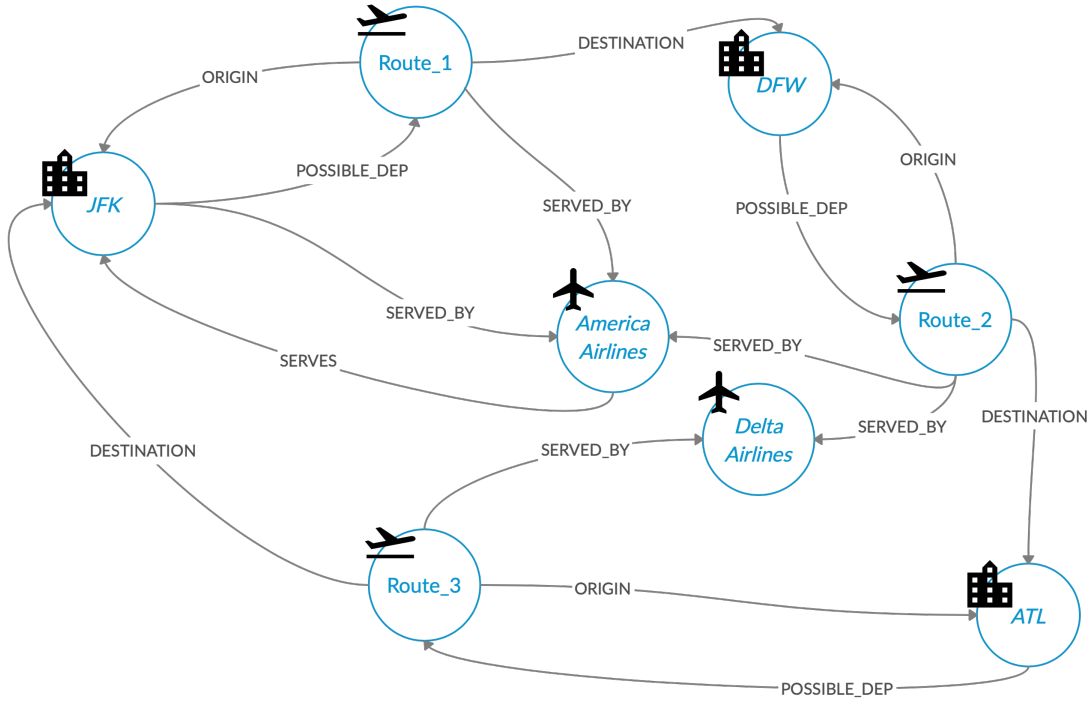 Route_1
DESTINATION
DFW
ORIGIN
POSSIBLE_DEP
ORIGIN
JFK
SERVED_BY
POSSIBLE_DEP
SERVED_BY
America
Airlines
Route_2
SERVED_BY
SERVES
Delta
Airlines
SERVED_BY
DESTINATION
DESTINATION
SERVED_BY
Route_3
ORIGIN
ATL
POSSIBLE_DEP